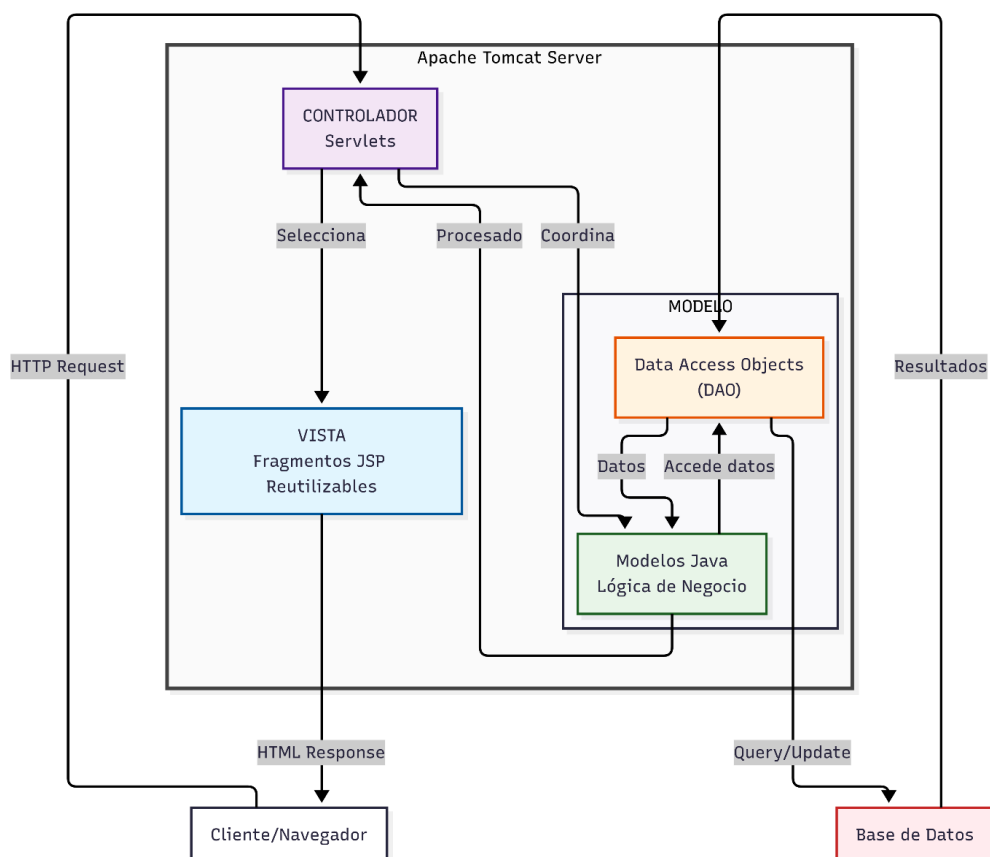 Apache Tomcat Server
CONTROLADOR
Servlets
Selecciona
Procesado
Coordina
MODELO
HTTP Request
Data Access Objects
(DAO)
Resultados
VISTA
Fragmentos JSP
Reutilizables
Datos
Accede datos
Modelos Java
Lógica de Negocio
HTML Response
Query/Update
Cliente/Navegador
Base de Datos